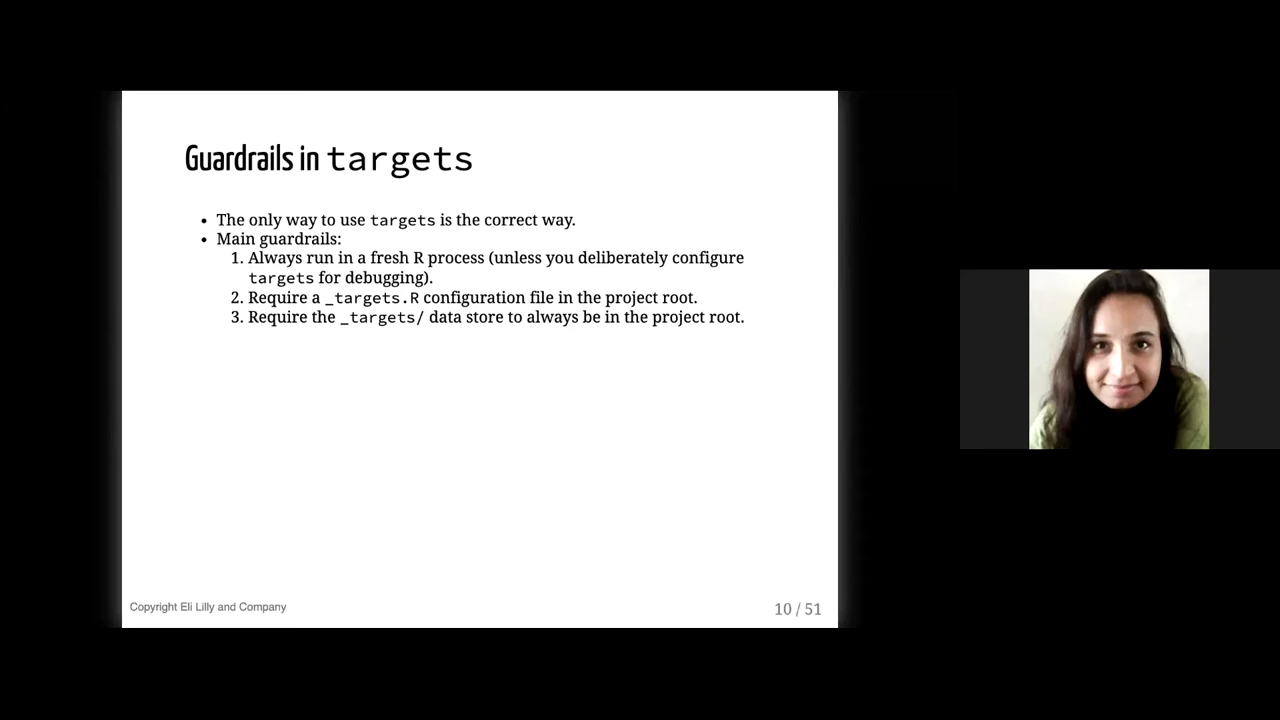 Guardrails in targets
• The only way to use targets is the correct way.
• Main guardrails:
1. Always run in a fresh R process (unless you deliberately configure
targets for debugging).
2. Require a _targets.R configuration file in the project root.
3. Require the _targets/ data store to always be in the project root.
Copyright Eli Lilly and Company
10 / 51